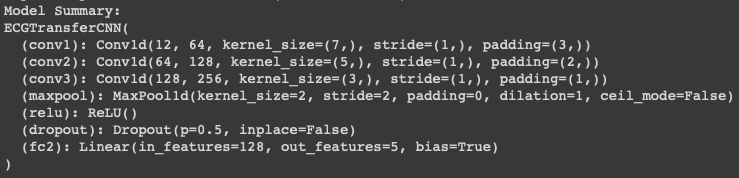 Model Summary:
ECGTransferCNN(
  (conv1): Conv1d(12, 64, kernel_size=(7,), stride=(1,), padding=(3,))
  (conv2): Conv1d(64, 128, kernel_size=(5,), stride=(1,), padding=(2,))
  (conv3): Conv1d(128, 256, kernel_size=(3,), stride=(1,), padding=(1,))
  (maxpool): MaxPool1d(kernel_size=2, stride=2, padding=0, dilation=1, ceil_mode=False)
  (relu): ReLU()
  (dropout): Dropout(p=0.5, inplace=False)
  (fc2): Linear(in_features=128, out_features=5, bias=True)
)